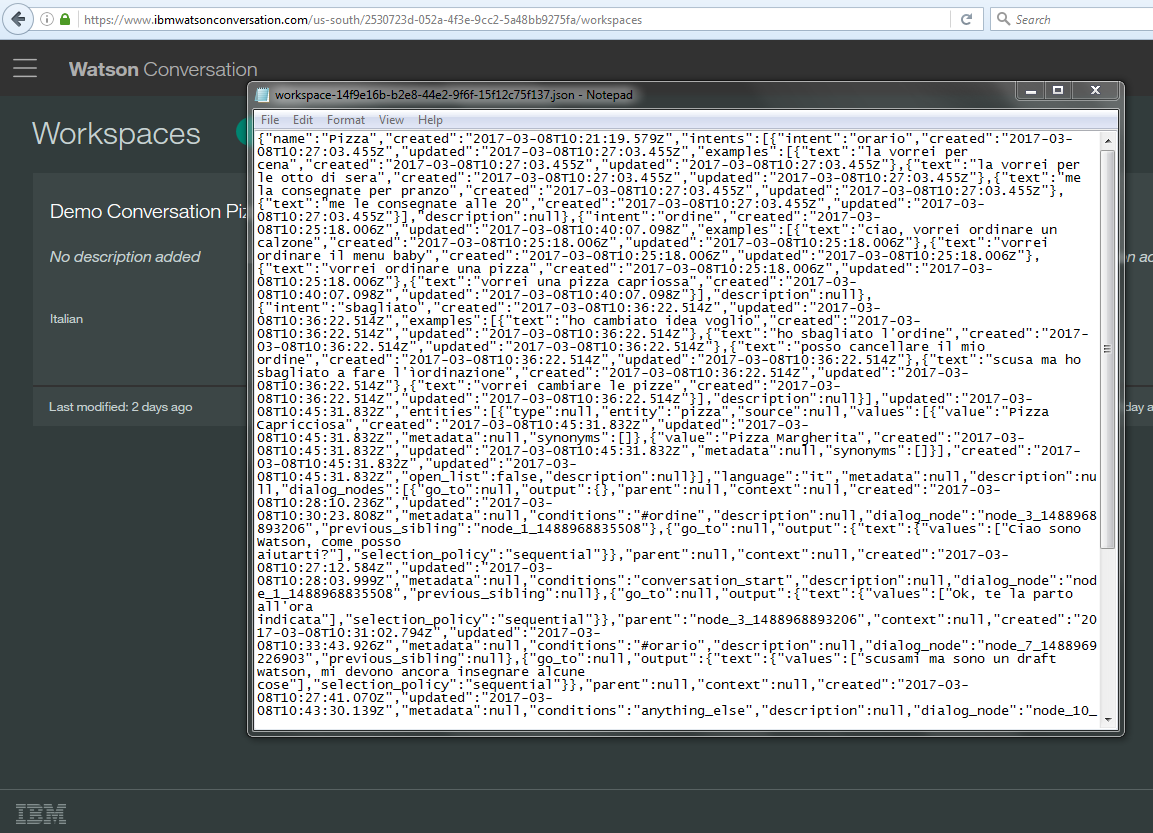 https://www.ibmwatsonconversation.com/us-south/2530723d-052a-4f3e-9cc2-5a48bb9275fa/workspaces
Search
Watson Conversation
Workspaces
Demo Conversation Piz
No description added
Italian
Last modified: 2 days ago
n ad
day a
workspace-14f9e16b-b2e8-44e2-9f6f-15f12c75f137.json - Notepad
File Edit Format View Help
{"name":"Pizza","created":"2017-03-08T10:21:19.579Z","intents":[{"intent":"orario","created":"2017-03-
08T10:27:03.455Z","updated":"2017-03-08T10:27:03.455Z","examples":[{"text":"la vorrei per
cena","created":"2017-03-08T10:27:03.455Z","updated":"2017-03-08T10:27:03.455Z"},{"text":"la vorrei per
le otto di sera","created":"2017-03-08T10:27:03.455Z","updated":"2017-03-08T10:27:03.455Z"},{"text":"me
la consegnate per pranzo","created":"2017-03-08T10:27:03.455Z","updated":"2017-03-08T10:27:03.455Z"},
{"text":"me le consegnate alle 20","created":"2017-03-08T10:27:03.455Z","updated":"2017-03-
08T10:27:03.455Z"}],"description":null},{"intent":"ordine","created":"2017-03-
08T10:25:18.006Z","updated":"2017-03-08T10:40:07.098Z","examples":[{"text":"ciao, vorrei ordinare un
calzone","created":"2017-03-08T10:25:18.006Z","updated":"2017-03-08T10:25:18.006Z"},{"text":"vorrei
ordinare il menu baby","created":"2017-03-08T10:25:18.006Z","updated":"2017-03-08T10:25:18.006Z"},
{"text":"vorrei ordinare una pizza","created":"2017-03-08T10:25:18.006Z","updated":"2017-03-
08T10:25:18.006Z"},{"text":"vorrei una pizza capriossa","created":"2017-03-
08T10:40:07.098Z","updated":"2017-03-08T10:40:07.098Z"}],"description":null},
{"intent":"sbagliato","created":"2017-03-08T10:36:22.514Z","updated":"2017-03-
08T10:36:22.514Z","examples":[{"text":"ho cambiato idea voglio","created":"2017-03-
08T10:36:22.514Z","updated":"2017-03-08T10:36:22.514Z"},{"text":"ho sbagliato l'ordine","created":"2017-
03-08T10:36:22.514Z","updated":"2017-03-08T10:36:22.514Z"},{"text":"posso cancellare il mio
ordine","created":"2017-03-08T10:36:22.514Z","updated":"2017-03-08T10:36:22.514Z"},{"text":"scusa ma ho
sbagliato a fare l'iordinazione","created":"2017-03-08T10:36:22.514Z","updated":"2017-03-
08T10:36:22.514Z"},{"text":"vorrei cambiare le pizze","created":"2017-03-
08T10:36:22.514Z","updated":"2017-03-08T10:36:22.514Z"}],"description":null}],"updated":"2017-03-
08T10:45:31.832Z","entities":[{"type":null,"entity":"pizza","source":null,"values":[{"value":"Pizza
Capricciosa","created":"2017-03-08T10:45:31.832Z","updated":"2017-03-
08T10:45:31.832Z","metadata":null,"synonyms":[]},{"value":"Pizza Margherita","created":"2017-03-
08T10:45:31.832Z","updated":"2017-03-08T10:45:31.832Z","metadata":null,"synonyms":[]}],"created":"2017-
03-08T10:45:31.832Z","updated":"2017-03-
08T10:45:31.832Z","open_list":false,"description":null}],"language":"it","metadata":null,"description":nu
ll,"dialog_nodes":[{"go_to":null,"output":{},"parent":null,"context":null,"created":"2017-03-
08T10:28:10.236Z","updated":"2017-03-
08T10:30:23.808Z","metadata":null,"conditions":"#ordine","description":null,"dialog_node":"node_3_1488968
893206","previous_sibling":"node_1_1488968835508"},{"go_to":null,"output":{"text":{"values":["Ciao sono
Watson, come posso
aiutarti?"],"selection_policy":"sequential"}},"parent":null,"context":null,"created":"2017-03-
08T10:27:12.584Z","updated":"2017-03-
08T10:28:03.999Z","metadata":null,"conditions":"conversation_start","description":null,"dialog_node":"nod
e_1_1488968835508","previous_sibling":null},{"go_to":null,"output":{"text":{"values":["Ok, te la parto
all'ora
indicata"],"selection_policy":"sequential"}},"parent":"node_3_1488968893206","context":null,"created":"20
17-03-08T10:31:02.794Z","updated":"2017-03-
08T10:33:43.926Z","metadata":null,"conditions":"#orario","description":null,"dialog_node":"node_7_1488969
226903","previous_sibling":null},{"go_to":null,"output":{"text":{"values":["scusami ma sono un draft
watson, mi devono ancora insegnare alcune
cose"],"selection_policy":"sequential"}},"parent":null,"context":null,"created":"2017-03-
08T10:27:41.070Z","updated":"2017-03-
08T10:43:30.139Z","metadata":null,"conditions":"anything_else","description":null,"dialog_node":"node_10_
IBM